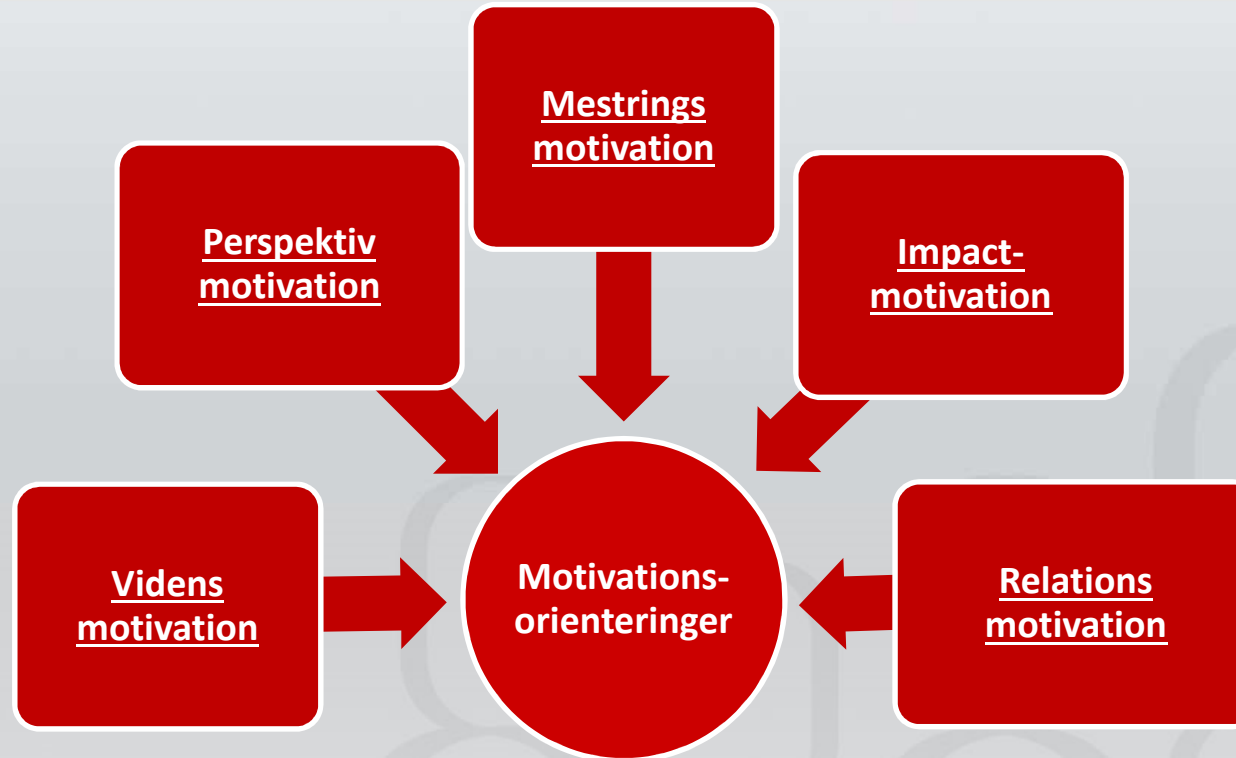 Mestrings
motivation
Perspektiv
motivation
Impact-
motivation
Videns
motivation
Motivations-
orienteringer
Relations
motivation